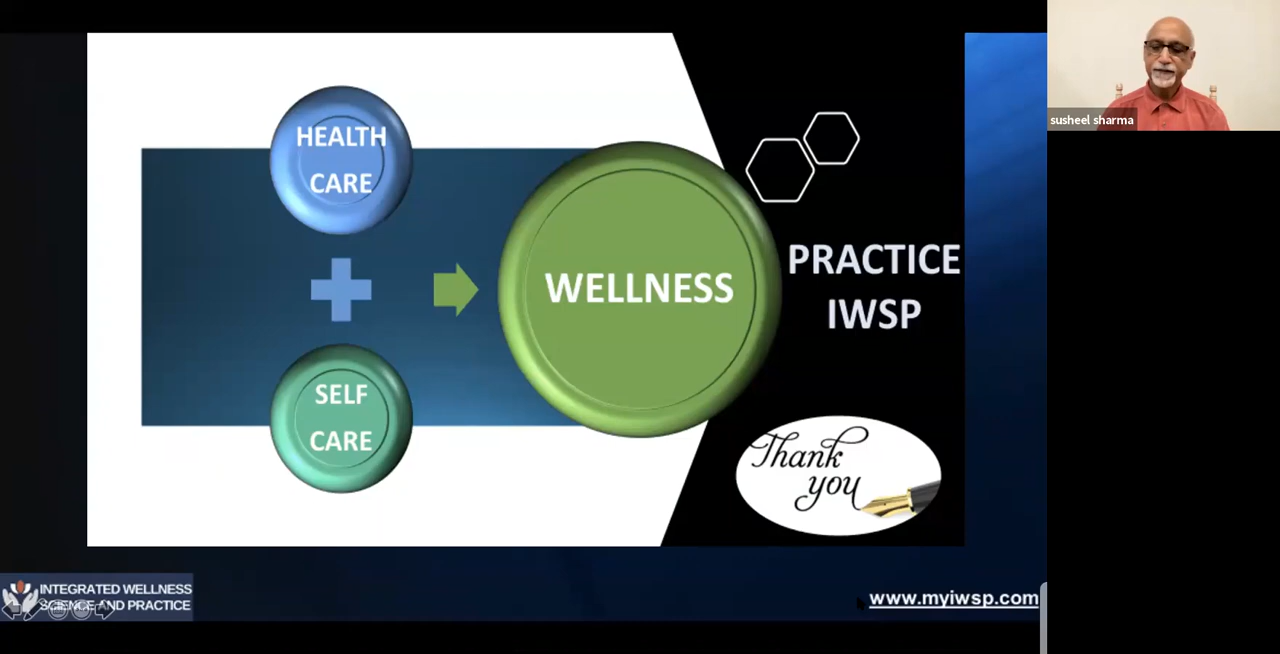 HEALTH
CARE
SELF
CARE
WELLNESS
PRACTICE
IWSP
Thank
you
susheel sharma
INTEGRATED WELLNESS
SCIENCE AND PRACTICE
www.myiwsp.com